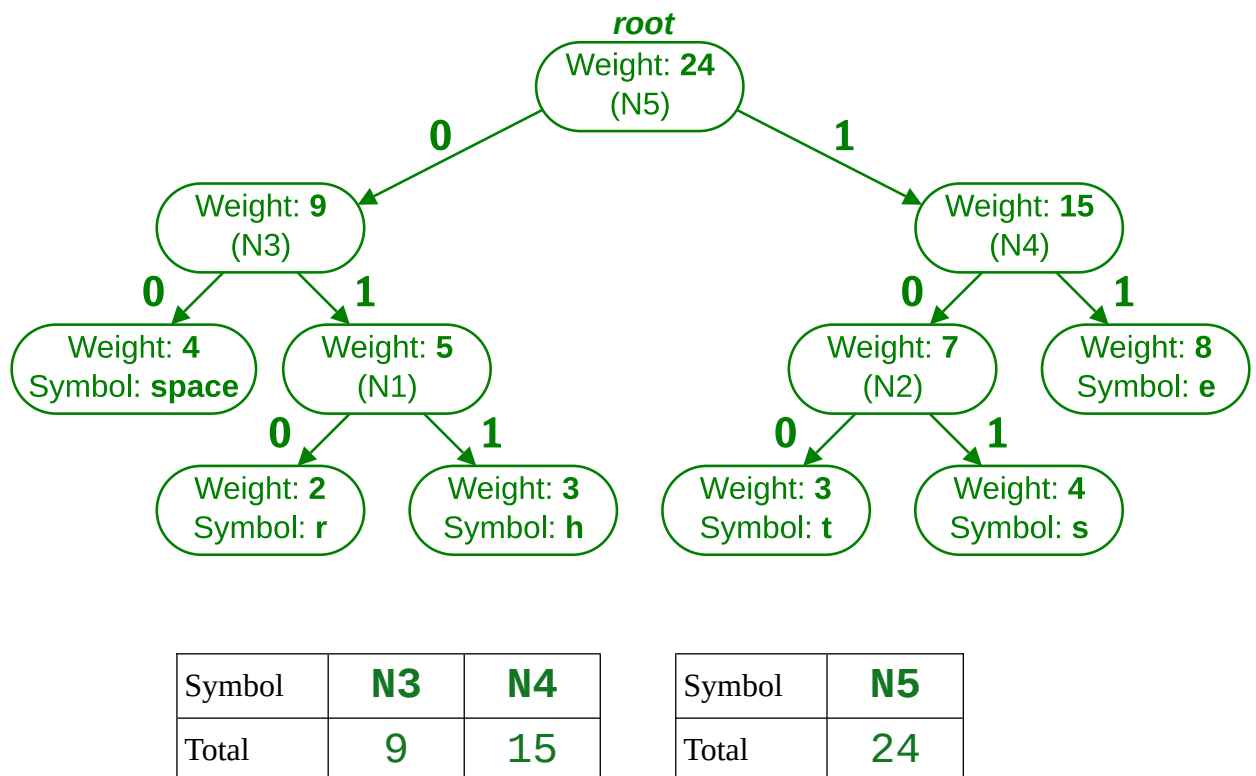 root
Weight: 24
(N5)
0 1
Weight: 9 Weight: 15
(N3) (N4)
0 1 0 1
Weight: 4 Weight: 5 Weight: 7 Weight: 8
Symbol: space (N1) (N2) Symbol: e
0 1 0 1
Weight: 2 Weight: 3 Weight: 3 Weight: 4
Symbol: r Symbol: h Symbol: t Symbol: s
Symbol N3 N4 Symbol N5
Total 9 15 Total 24